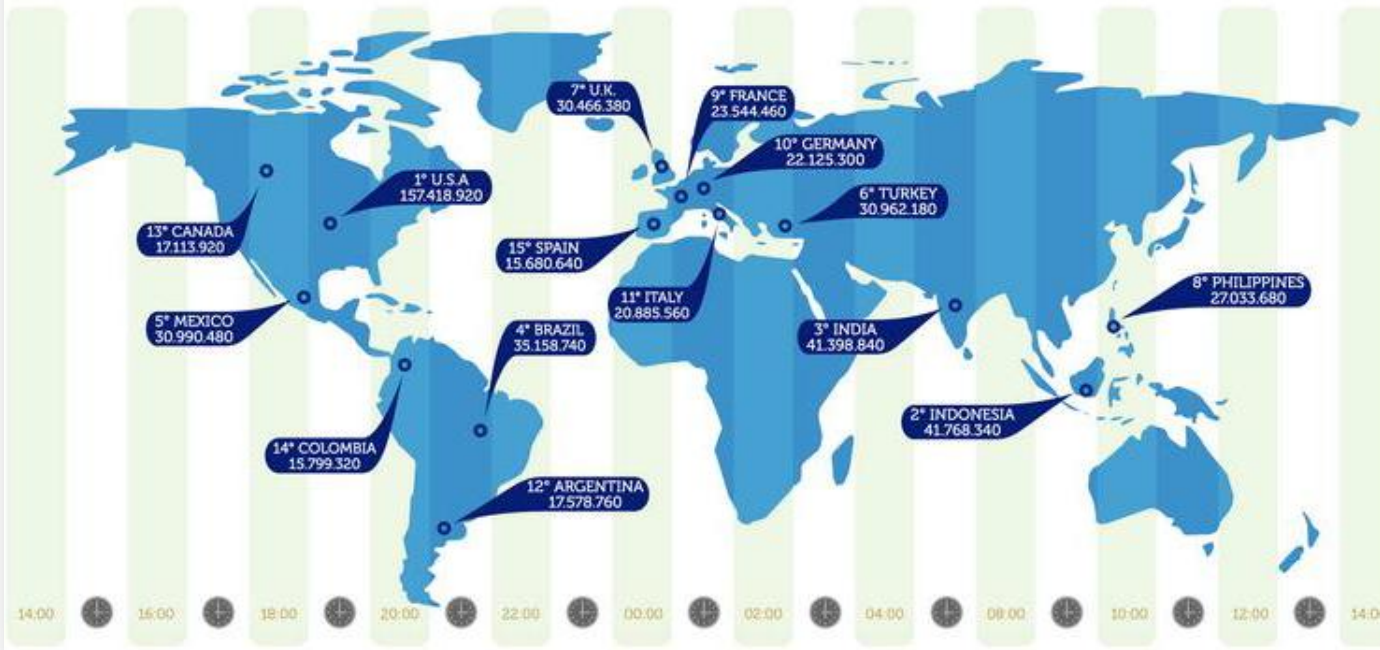 7° U.K.
30.466.380
9° FRANCE
23.544.460
10° GERMANY
22.125.300
1° U.S.A
157.418.920
6° TURKEY
30.962.180
13° CANADA
17.113.920
15° SPAIN
15.680.640
11° ITALY
20.885.560
8° PHILIPPINES
27.033.680
5° MEXICO
30.990.480
4° BRAZIL
35.158.740
3° INDIA
41.398.840
2° INDONESIA
41.768.340
14° COLOMBIA
15.799.320
12° ARGENTINA
17.578.760
14:00 16:00 18:00 20:00 22:00 00:00 02:00 04:00 08:00 10:00 12:00 14:00